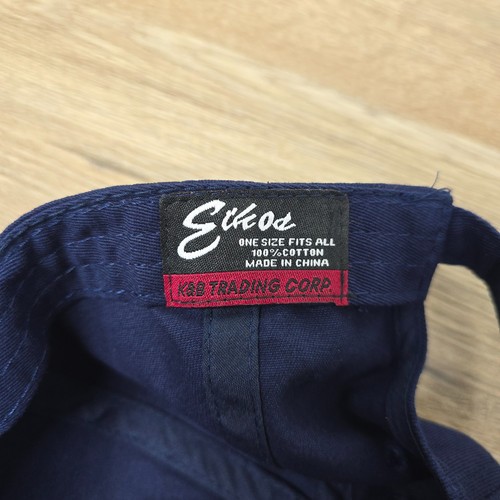 Ethos
ONE SIZE FITS ALL
100% COTTON
MADE IN CHINA
K&B TRADING CORP